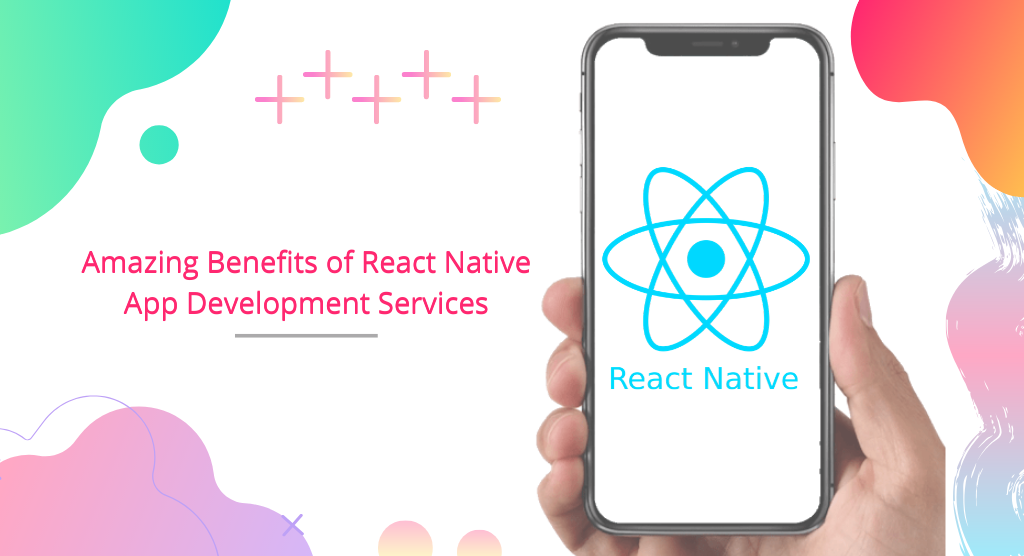 Amazing Benefits of React Native
App Development Services
React Native